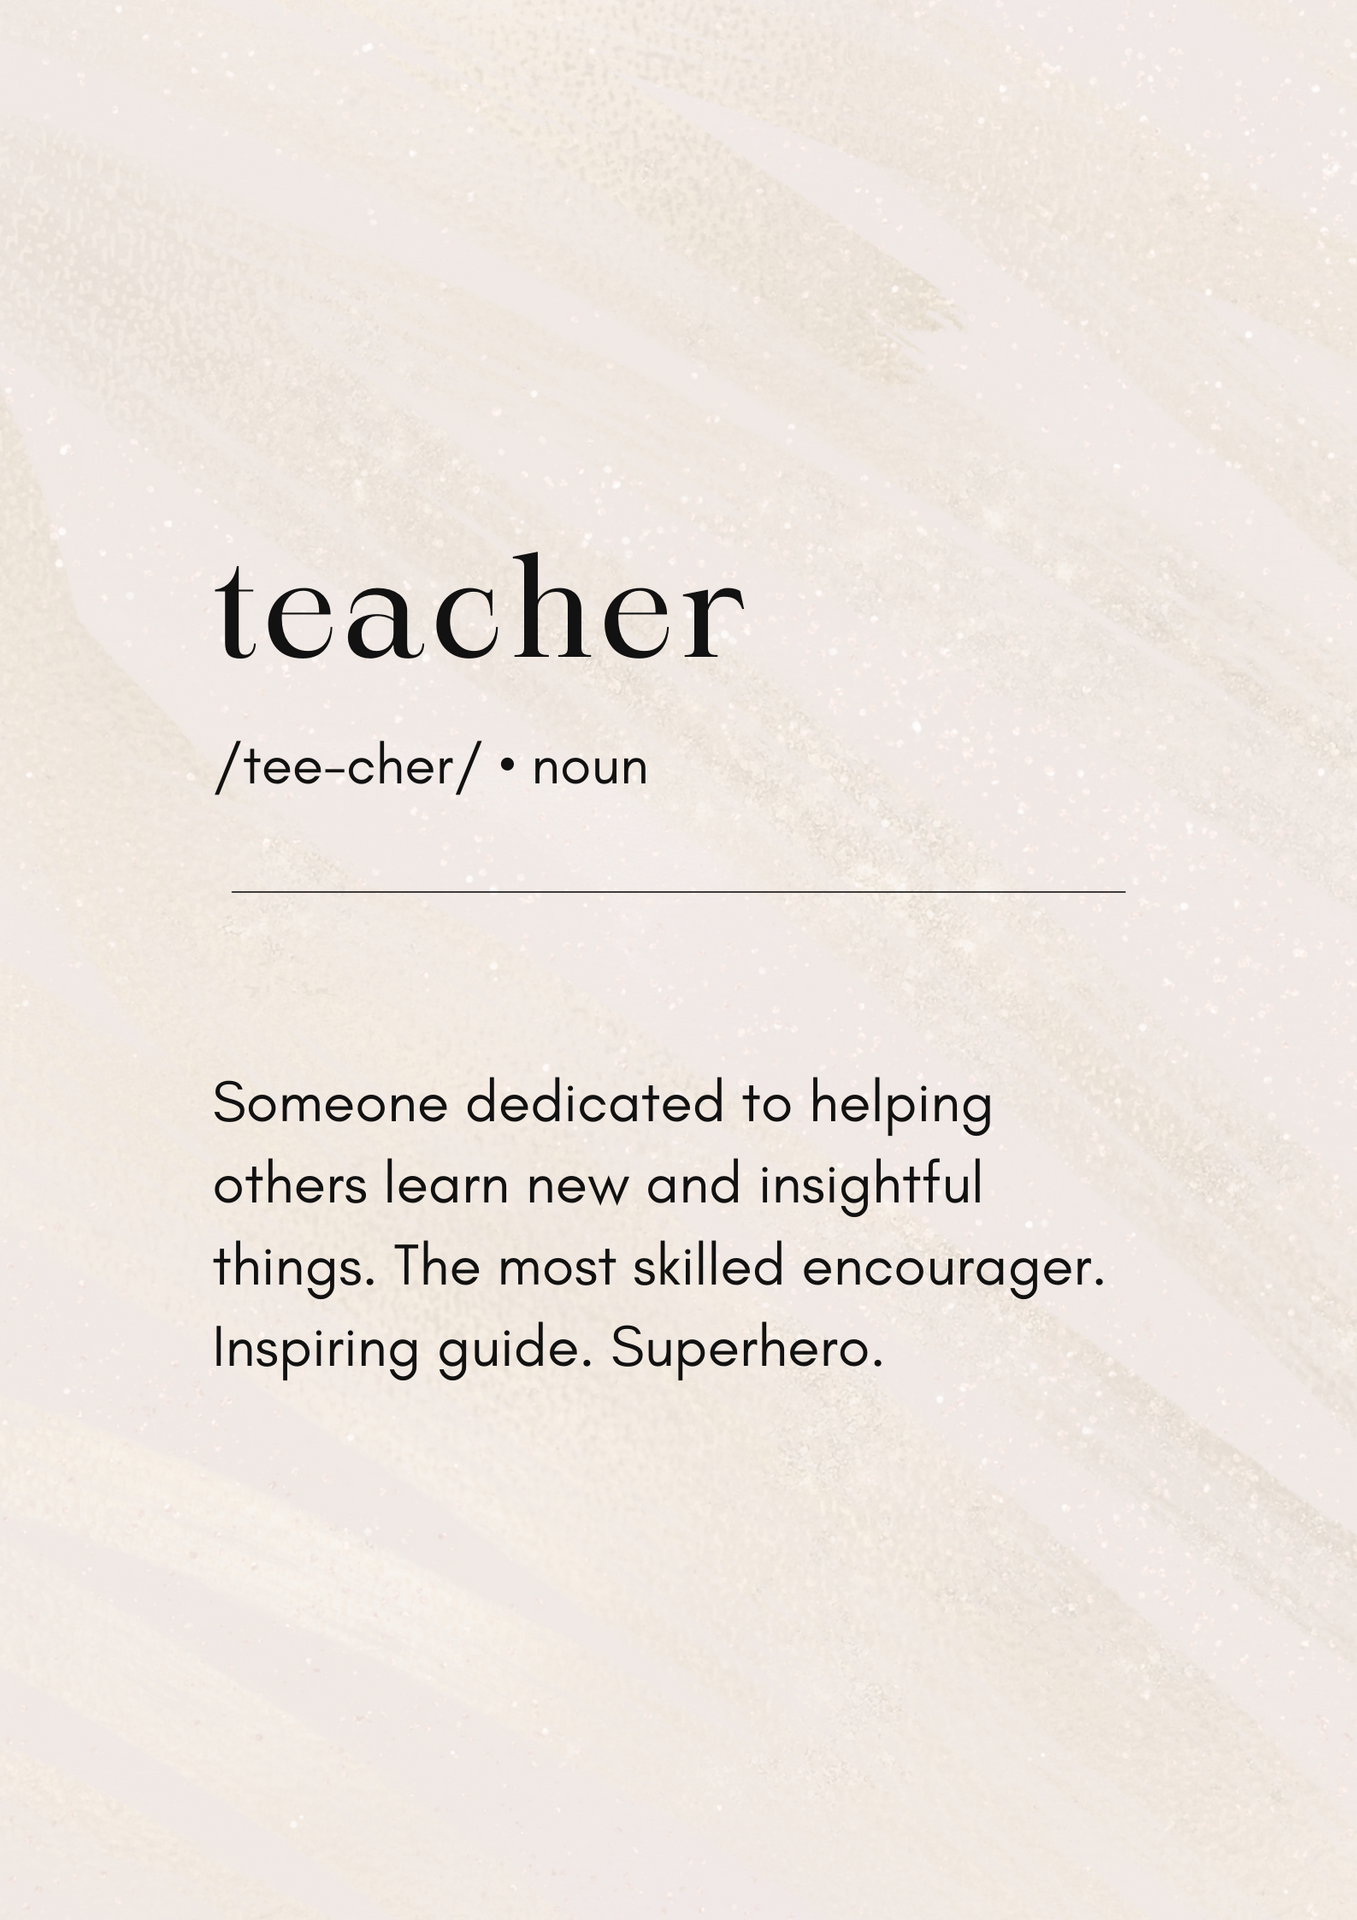 teacher
/tee-cher/ • noun
Someone dedicated to helping
others learn new and insightful
things. The most skilled encourager.
Inspiring guide. Superhero.